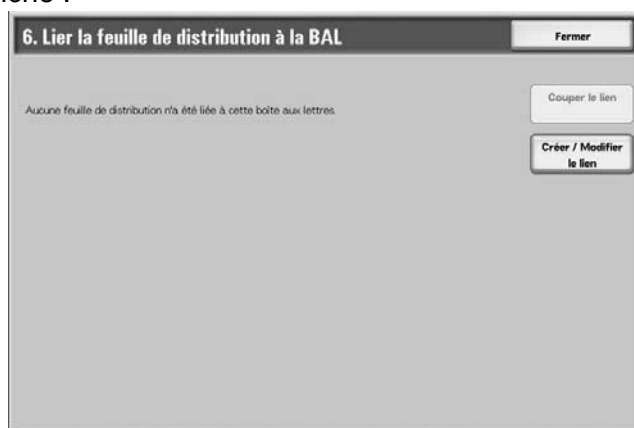 6. Lier la feuille de distribution à la BAL
Fermer
Aucune feuille de distribution n'a été liée à cette boîte aux lettres.
Couper le lien
Créer / Modifier
le lien